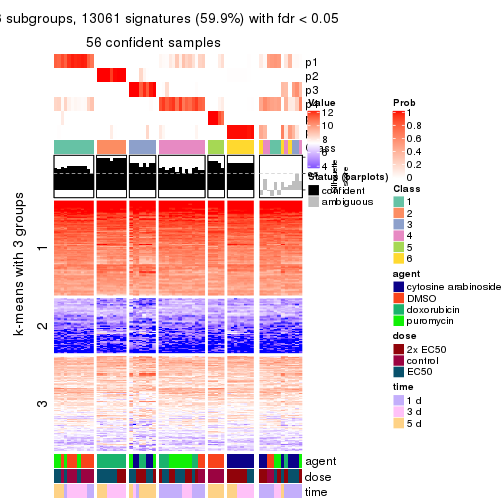 subgroups, 13061 signatures (59.9%) with fdr < 0.05
56 confident samples
p1
p2
p3
Value
12
10
8
6
4
Prob
1
0.8
0.6
0.4
0.2
0
Status (barplots)
confident
ambiguous
Class
1
2
3
4
5
6
k-means with 3 groups
1
2
3
agent
cytosine arabinoside
DMSO
doxorubicin
puromycin
dose
2x EC50
control
EC50
time
1 d
3 d
5 d
agent
dose
time